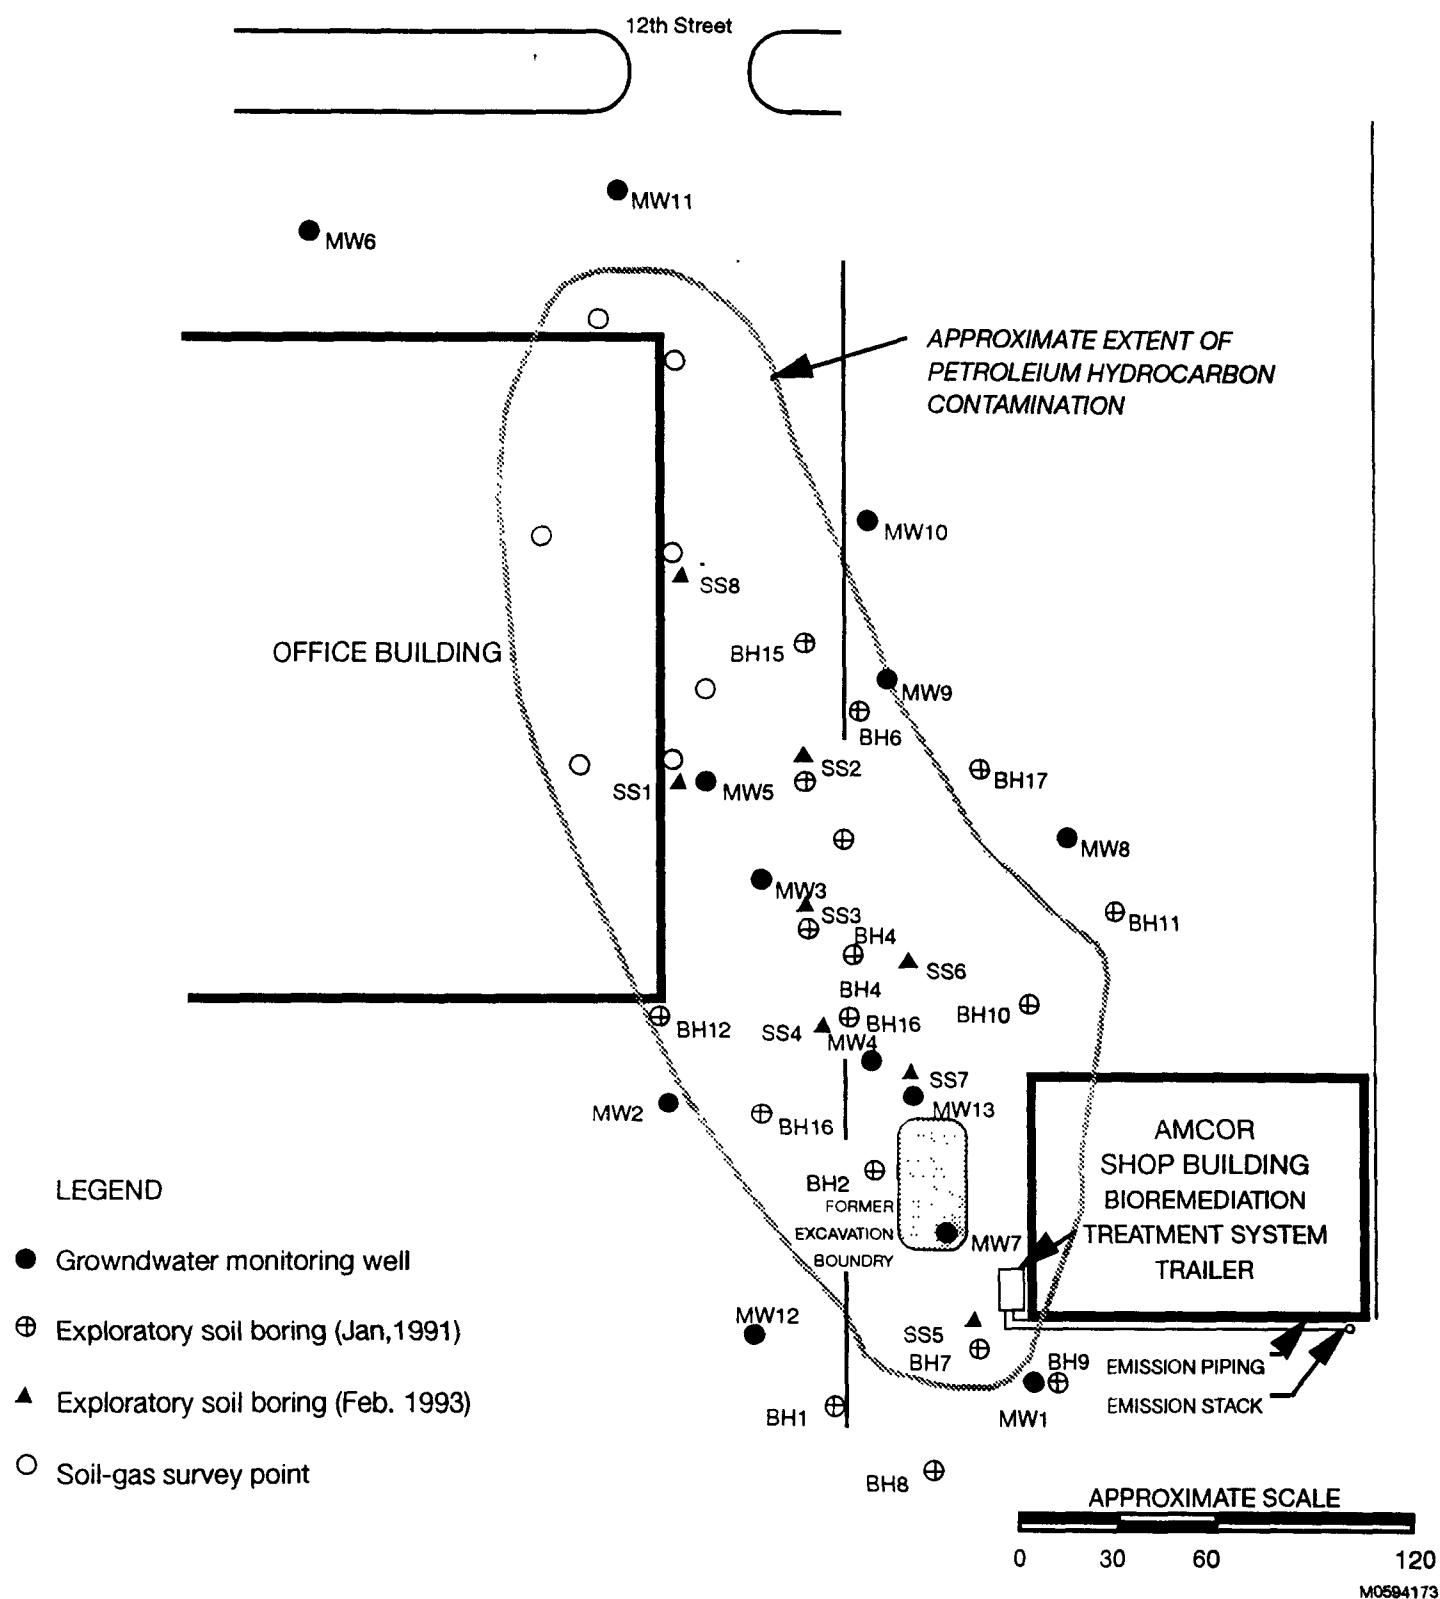 12th Street
MW11
MW6
APPROXIMATE EXTENT OF
PETROLEIUM HYDROCARBON
CONTAMINATION
MW10
SS8
OFFICE BUILDING
BH15
MW9
BH6
SS2
BH17
SS1
MW5
MW8
MW3
SS3
BH11
BH4
SS6
BH4
BH10
BH16
SS4
BH12
MW4
SS7
MW2
MW13
BH16
AMCOR
SHOP BUILDING
BIOREMEDIATION
TREATMENT SYSTEM
TRAILER
BH2
FORMER
EXCAVATION
BOUNDRY
MW7
LEGEND
Growndwater monitoring well
Exploratory soil boring (Jan,1991)
Exploratory soil boring (Feb. 1993)
Soil-gas survey point
MW12
SS5
BH7
BH9
EMISSION PIPING
EMISSION STACK
MW1
BH1
BH8
APPROXIMATE SCALE
0 30 60 120
M0594173